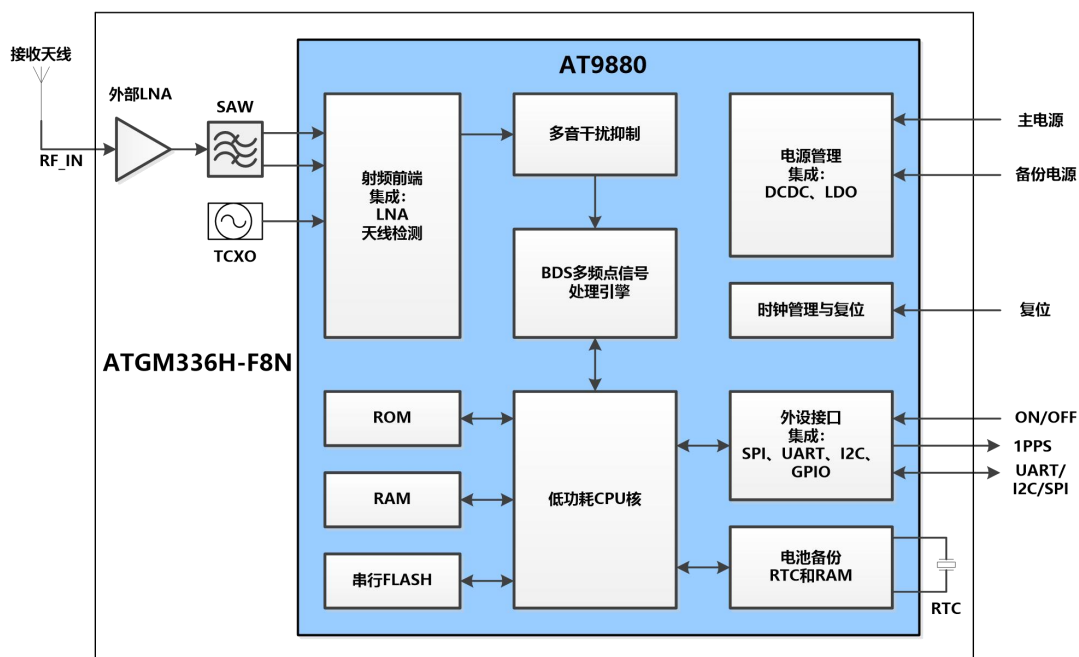 接收天线
RF_IN
外部LNA
SAW
TCXO
ATGM336H-F8N
AT9880
射频前端
集成：
LNA
天线检测
多音干扰抑制
BDS多频点信号
处理引擎
电源管理
集成：
DCDC、LDO
时钟管理与复位
主电源
备份电源
复位
ROM
RAM
串行FLASH
低功耗CPU核
外设接口
集成：
SPI、UART、I2C、
GPIO
电池备份
RTC和RAM
ON/OFF
1PPS
UART/
I2C/SPI
RTC